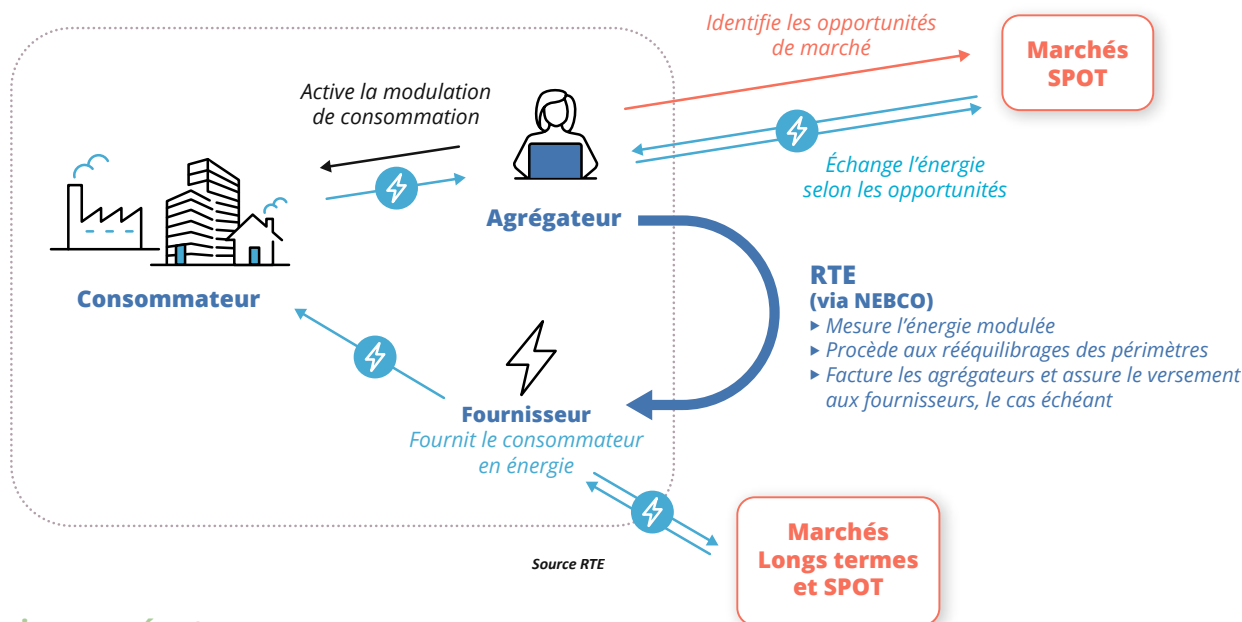 Identifie les opportunités
de marché
Marchés
SPOT
Active la modulation
de consommation
Échange l’énergie
selon les opportunités
Agrégateur
Consommateur
RTE
(via NEBCO)
▸ Mesure l’énergie modulée
▸ Procède aux rééquilibrages des périmètres
▸ Facture les agrégateurs et assure le versement
aux fournisseurs, le cas échéant
Fournisseur
Fournit le consommateur
en énergie
Marchés
Longs termes
et SPOT
Source RTE